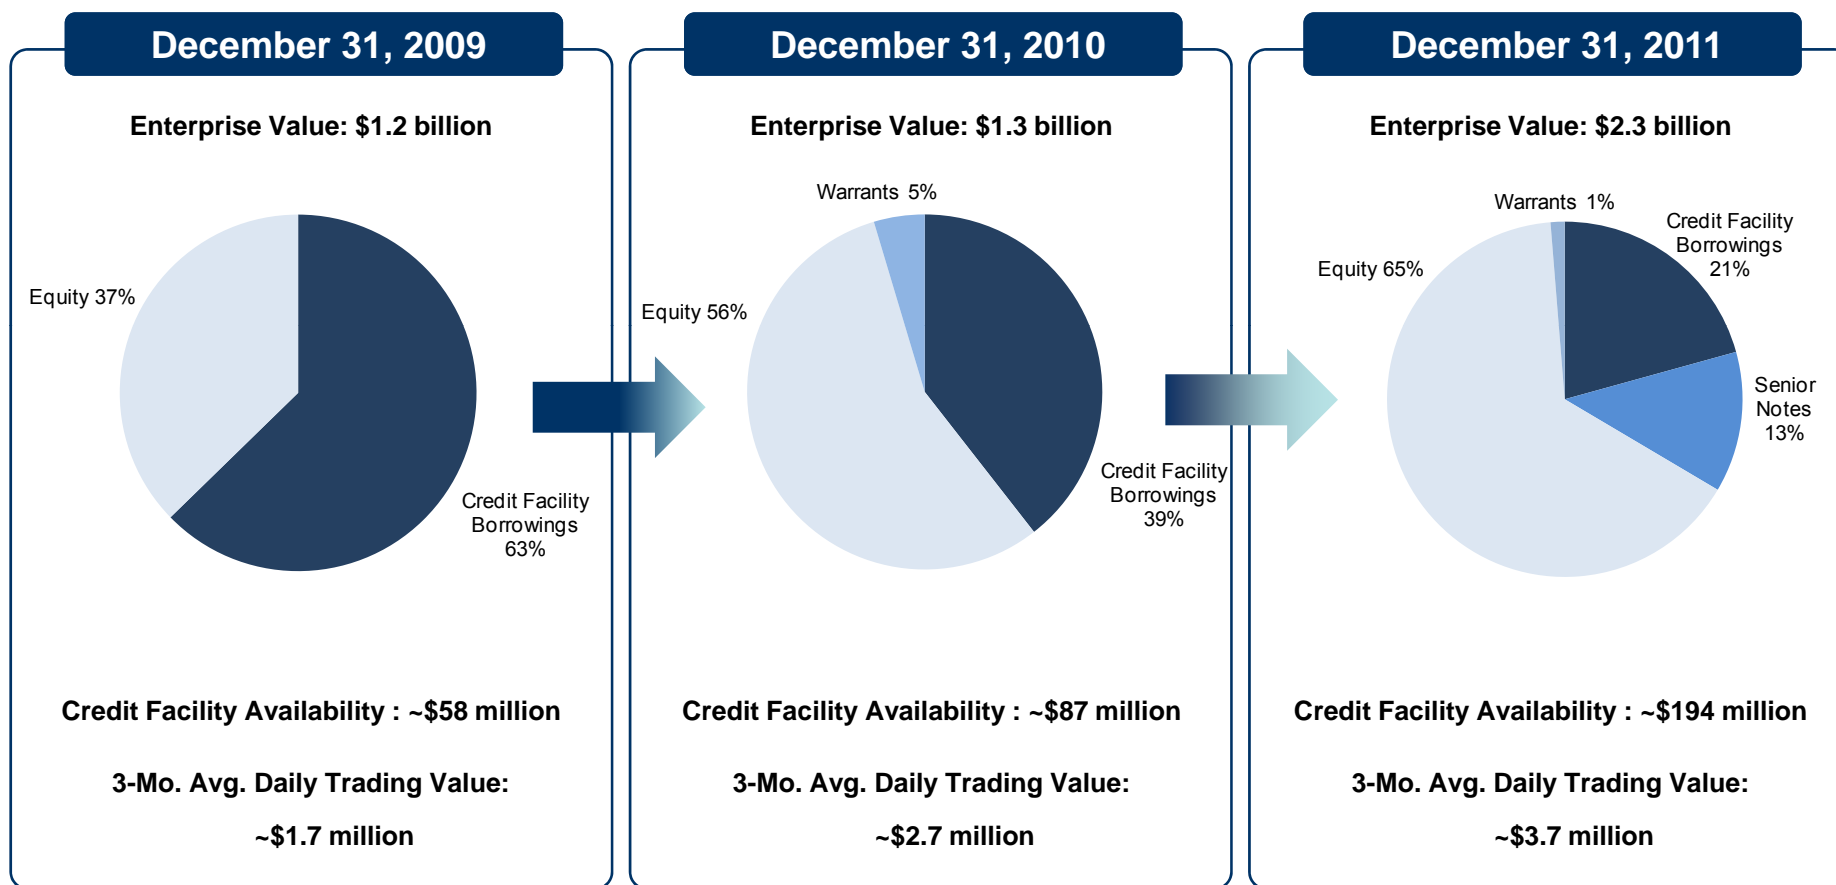 December 31, 2009
Enterprise Value: $1.2 billion
Equity 37%
Credit Facility
Borrowings
63%
Credit Facility Availability : ~$58 million
3-Mo. Avg. Daily Trading Value:
~$1.7 million
December 31, 2010
Enterprise Value: $1.3 billion
Warrants 5%
Equity 56%
Credit Facility
Borrowings
39%
Credit Facility Availability : ~$87 million
3-Mo. Avg. Daily Trading Value:
~$2.7 million
December 31, 2011
Enterprise Value: $2.3 billion
Warrants 1%
Credit Facility
Borrowings
21%
Equity 65%
Senior
Notes
13%
Credit Facility Availability : ~$194 million
3-Mo. Avg. Daily Trading Value:
~$3.7 million